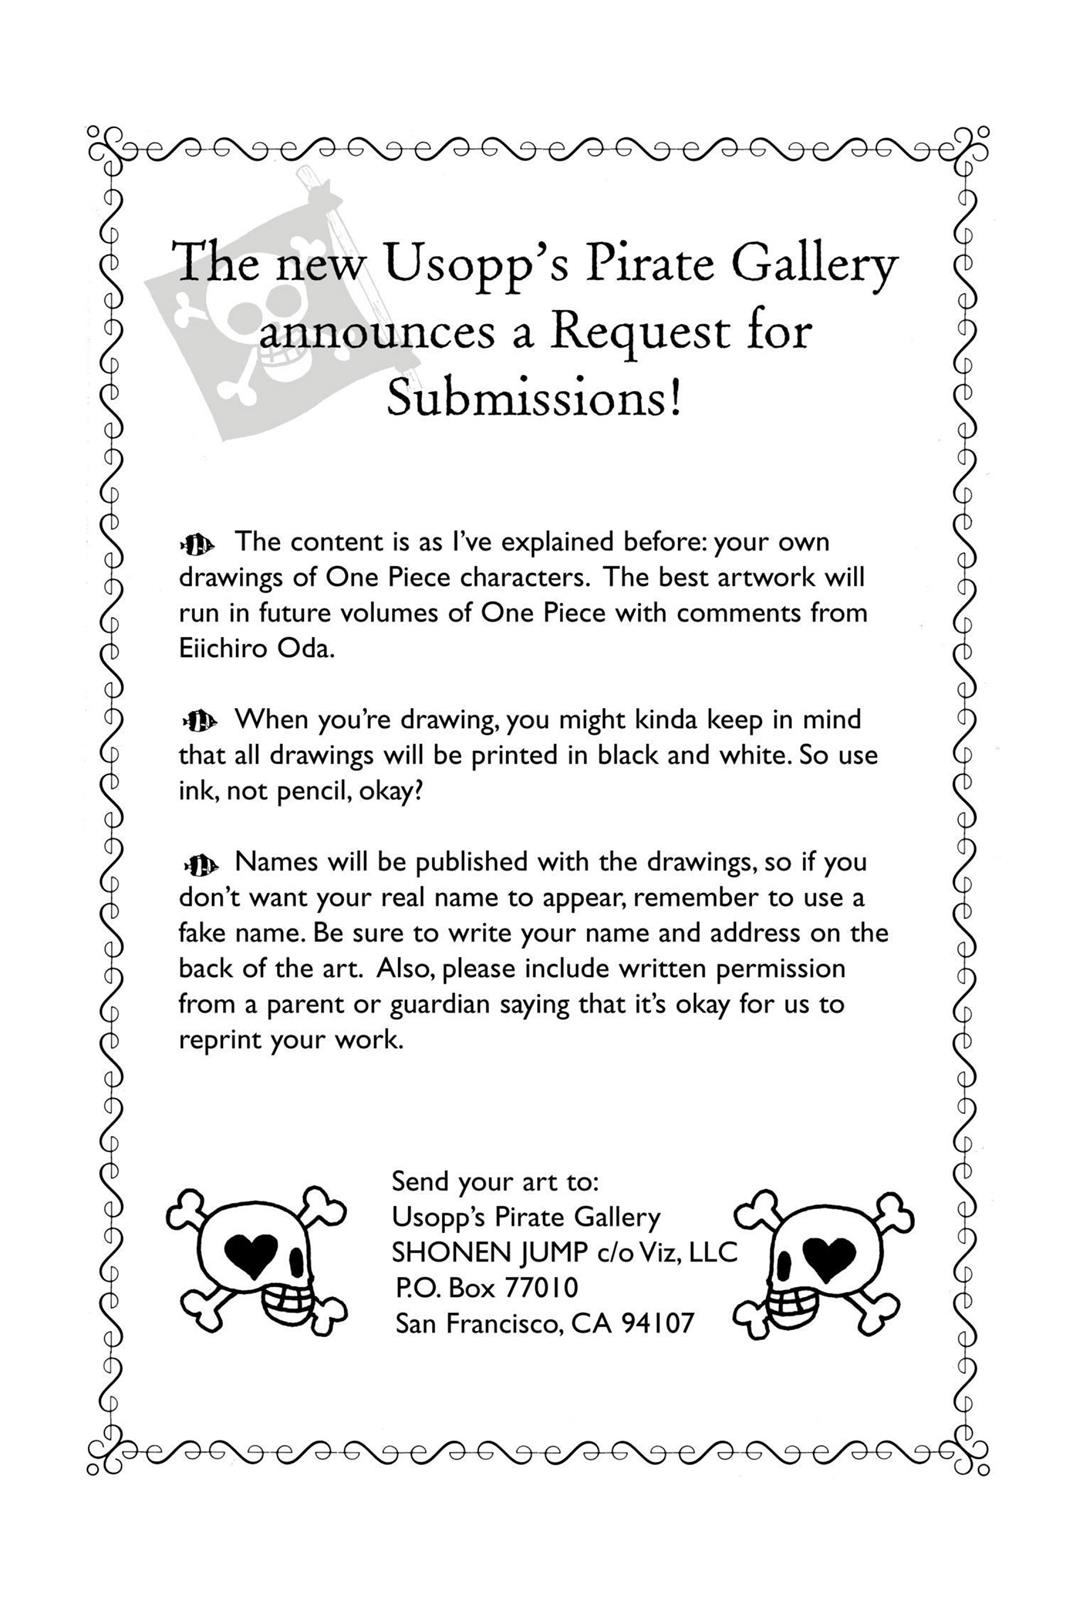 The new Usopp's Pirate Gallery
announces a Request for
Submissions!
The content is as I've explained before: your own
drawings of One Piece characters. The best artwork will
run in future volumes of One Piece with comments from
Eiichiro Oda.
When you're drawing, you might kinda keep in mind
that all drawings will be printed in black and white. So use
ink, not pencil, okay?
Names will be published with the drawings, so if you
don't want your real name to appear, remember to use a
fake name. Be sure to write your name and address on the
back of the art. Also, please include written permission
from a parent or guardian saying that it's okay for us to
reprint your work.
Send your art to:
Usopp's Pirate Gallery
SHONEN JUMP c/o Viz, LLC
P.O. Box 77010
San Francisco, CA 94107